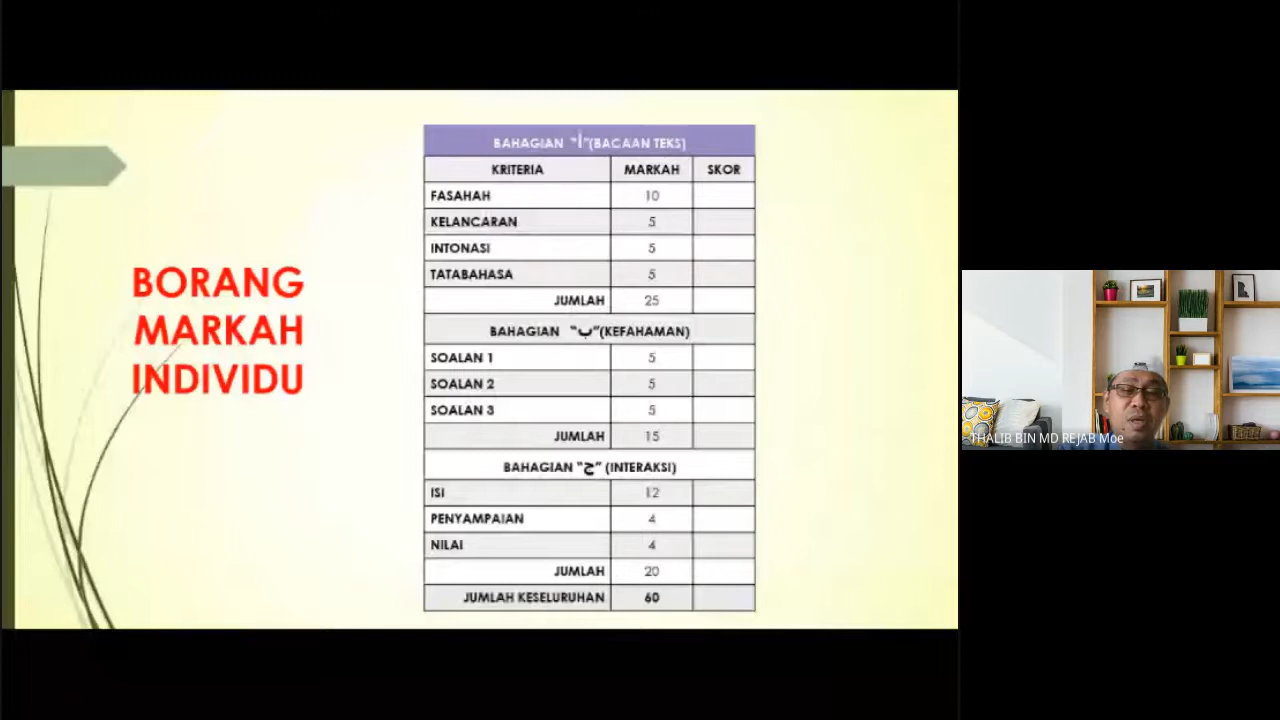 BORANG
MARKAH
INDIVIDU
BAHAGIAN "أ"(BACAAN TEKS)
KRITERIA MARKAH SKOR
FASAHAH 10
KELANCARAN 5
INTONASI 5
TATABAHASA 5
JUMLAH 25
BAHAGIAN "ب"(KEFAHAMAN)
SOALAN 1 5
SOALAN 2 5
SOALAN 3 5
JUMLAH 15
BAHAGIAN "ج" (INTERAKSI)
ISI 12
PENYAMPAIAN 4
NILAI 4
JUMLAH 20
JUMLAH KESELURUHAN 60
THALIB BIN MD REJAB Moe